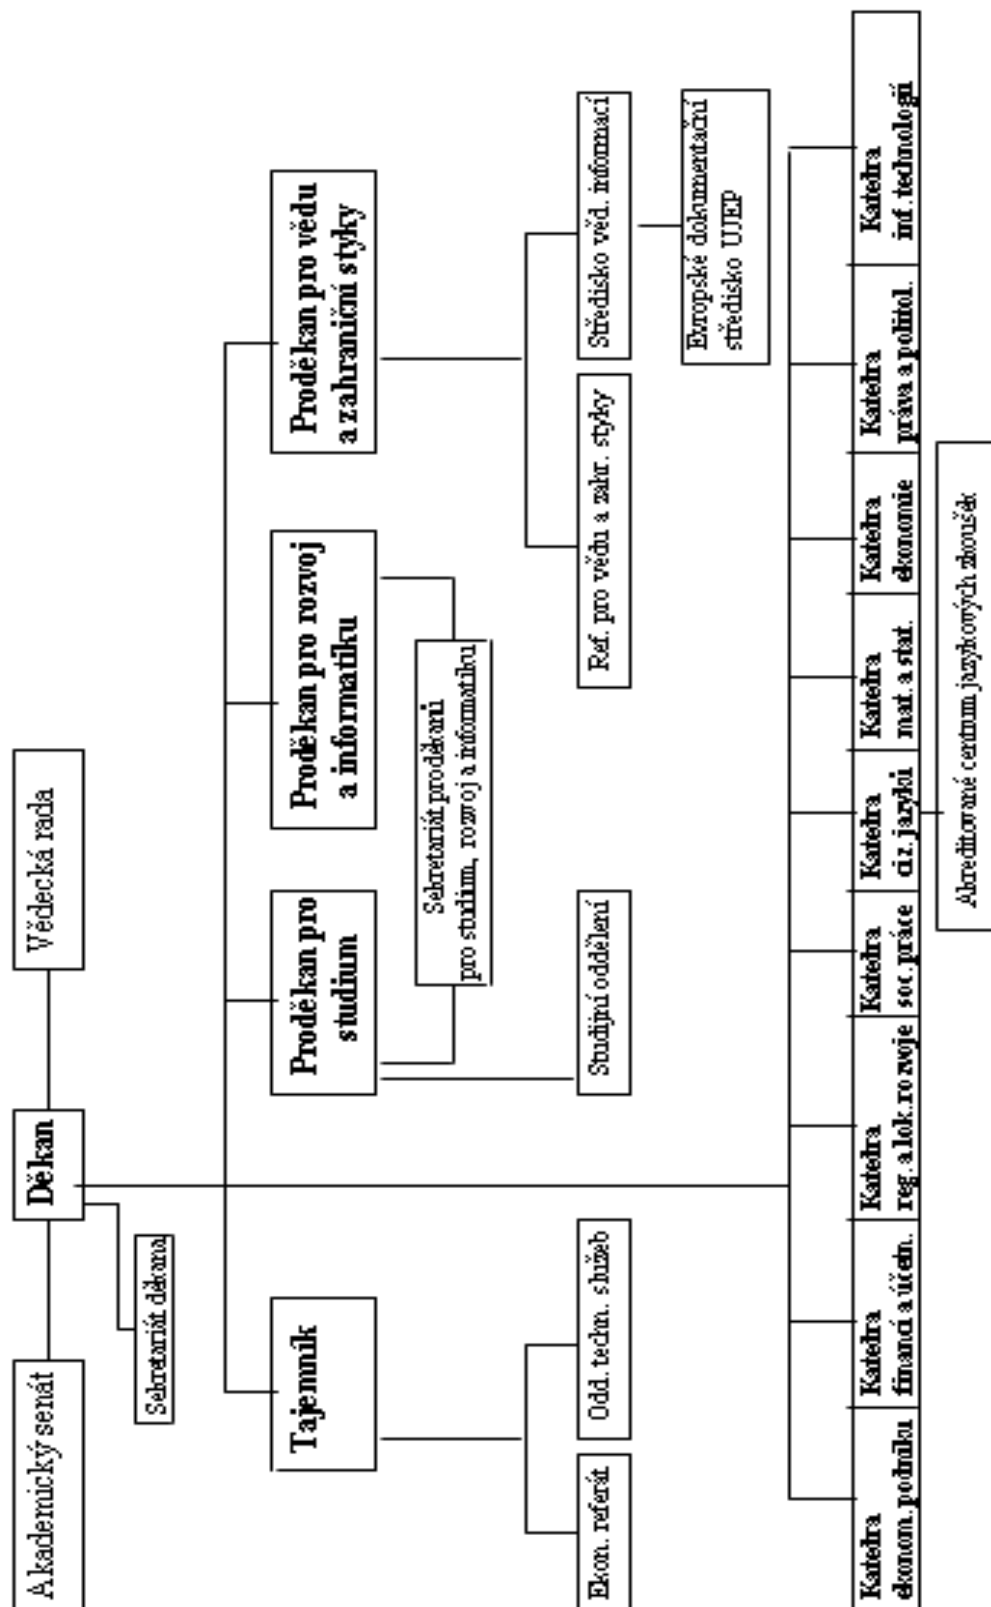 Akademický senát
Děkan
Vědecká rada
Sekretariát děkana
Tajemník
Proděkan pro
studium
Proděkan pro rozvoj
a informatiku
Proděkan pro vědu
a zahraniční styky
Sekretariát proděkanů
pro studium, rozvoj a informatiku
Ekon. referát
Odd. techn. služeb
Studijní oddělení
Ref. pro vědu a zahr. styky
Středisko věd. informací
Evropské dokumentační
středisko UJEP
Katedra
ekonom. podniku
Katedra
financí a účetn.
Katedra
reg. a lok. rozvoje
Katedra
soc. práce
Katedra
ciz. jazyků
Katedra
mat. a stat.
Katedra
ekonomie
Katedra
práva a politol.
Katedra
inf. technologií
Akreditované centrum jazykových zkoušek